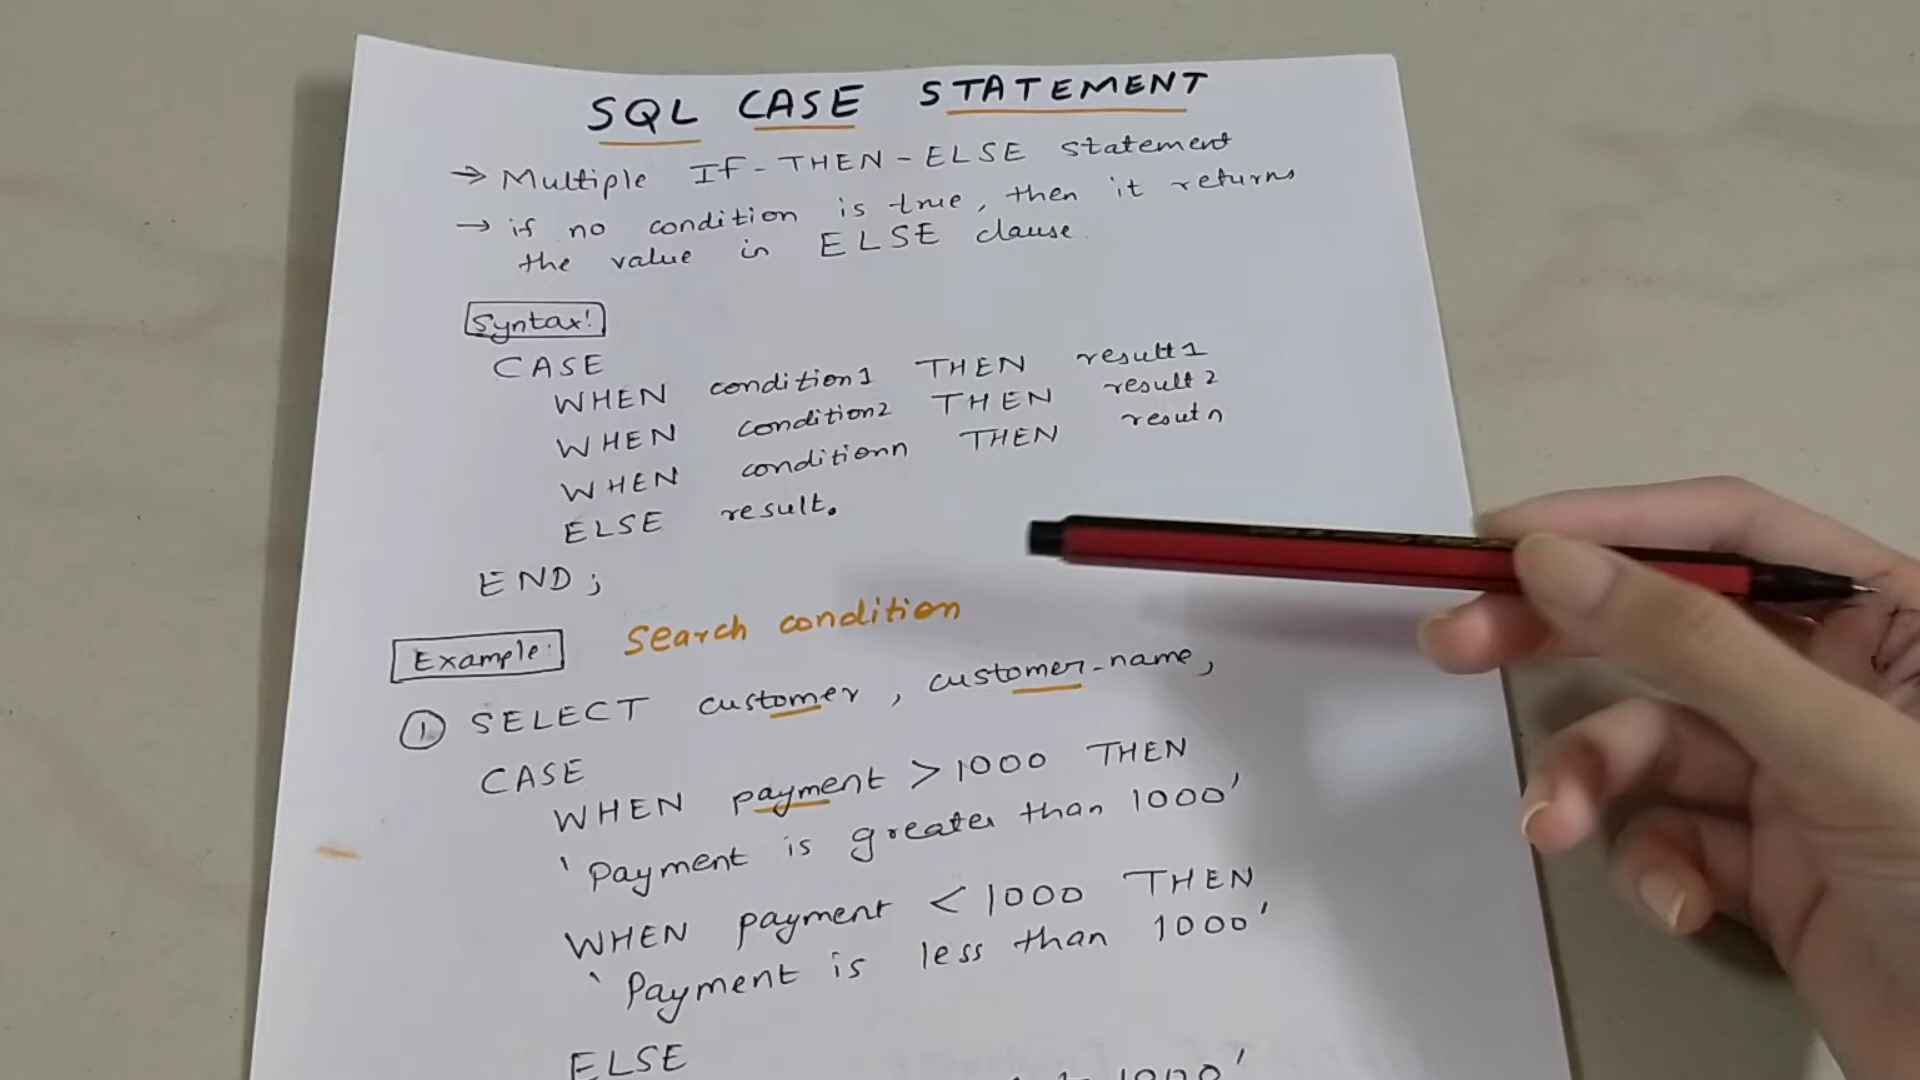 SQL CASE STATEMENT
→ Multiple If-THEN-ELSE statement
→ if no condition is true, then it returns
the value in ELSE clause
Syntax:
CASE
WHEN condition1 THEN result1
WHEN condition2 THEN result2
WHEN conditionn THEN resutn
ELSE result.
END;
Example: Search condition
① SELECT customer, customer_name,
CASE
WHEN payment > 1000 THEN
'Payment is greater than 1000'
WHEN payment < 1000 THEN
'Payment is less than 1000'
ELSE
1000'